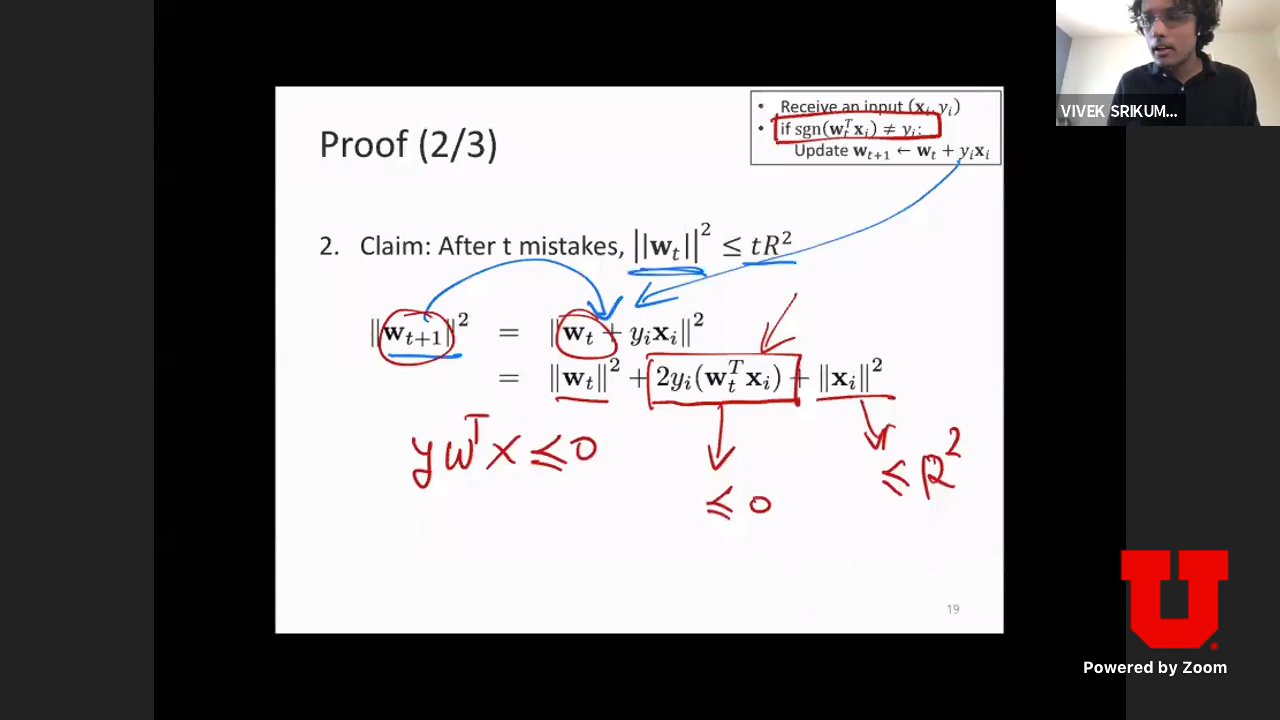 VIVEK SRIKUM...
• Receive an input (𝐱ᵢ, yᵢ)
• if sgn(𝐰ₜᵀ𝐱ᵢ) ≠ yᵢ:
Update 𝐰ₜ₊₁ ← 𝐰ₜ + yᵢ𝐱ᵢ
Proof (2/3)
2. Claim: After t mistakes, ||𝐰ₜ||² ≤ tR²
‖𝐰ₜ₊₁‖² = ‖𝐰ₜ + yᵢ𝐱ᵢ‖²
= ‖𝐰ₜ‖² + 2yᵢ(𝐰ₜᵀ𝐱ᵢ) + ‖𝐱ᵢ‖²
ywᵀx ≤ 0
≤ R²
≤ 0
19
U
Powered by Zoom